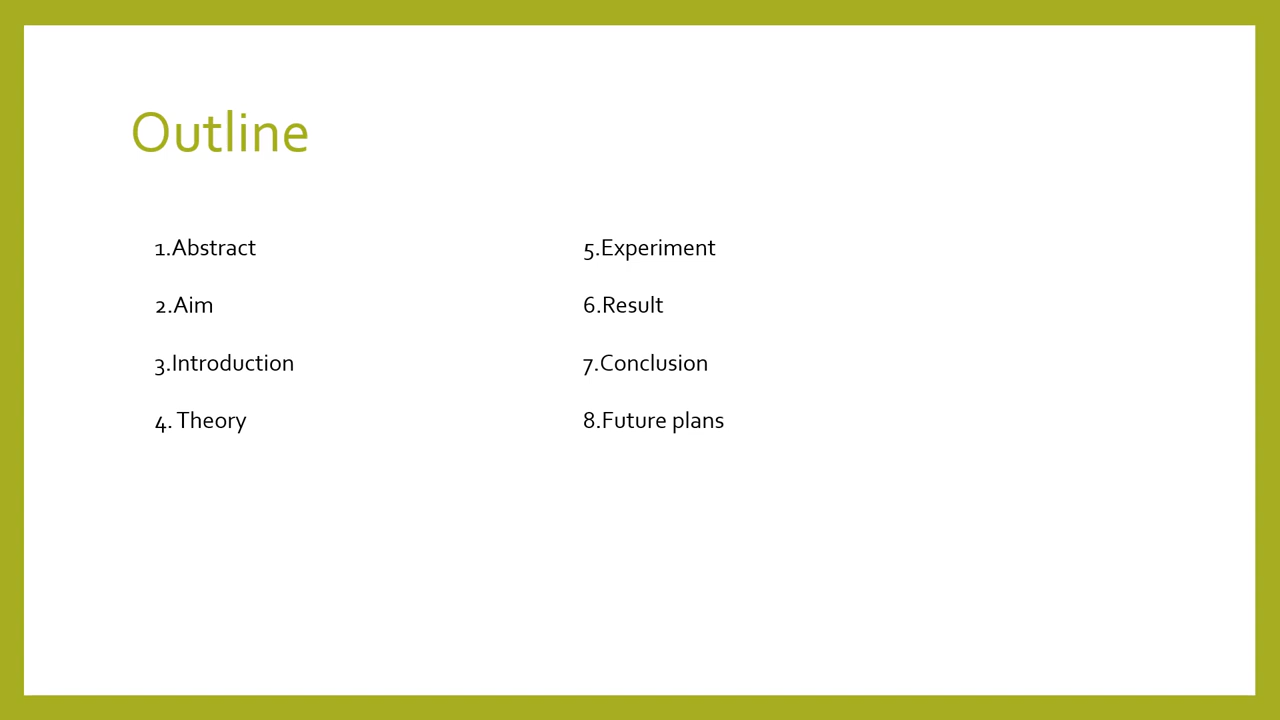 Outline
1.Abstract
2.Aim
3.Introduction
4. Theory
5.Experiment
6.Result
7.Conclusion
8.Future plans